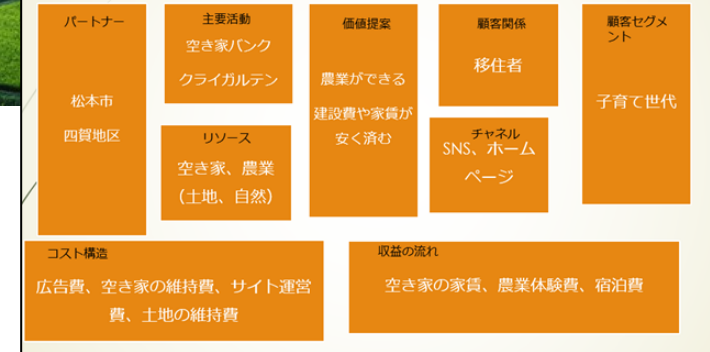 パートナー
松本市
四賀地区
主要活動
空き家バンク
クライガルテン
リソース
空き家、農業
（土地、自然）
価値提案
農業ができる
建設費や家賃が
安く済む
顧客関係
移住者
チャネル
SNS、ホーム
ページ
顧客セグメ
ント
子育て世代
コスト構造
広告費、空き家の維持費、サイト運営
費、土地の維持費
収益の流れ
空き家の家賃、農業体験費、宿泊費